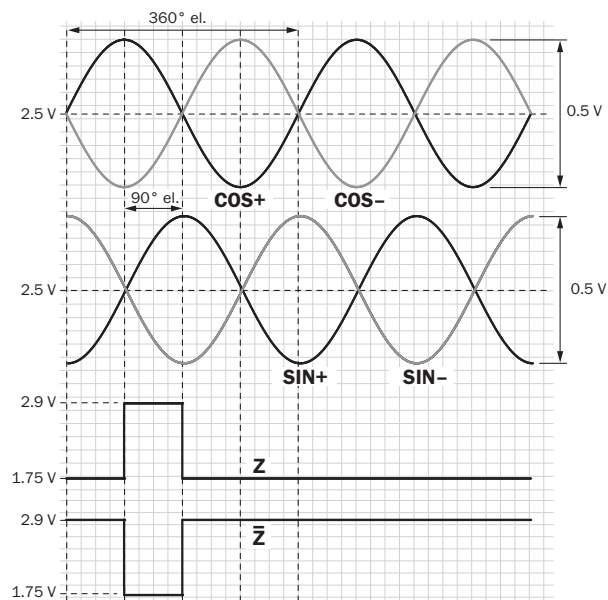 360° el.
2.5 V
0.5 V
COS+ COS–
90° el.
2.5 V
0.5 V
SIN+ SIN–
2.9 V
Z
1.75 V
2.9 V
Z̅
1.75 V